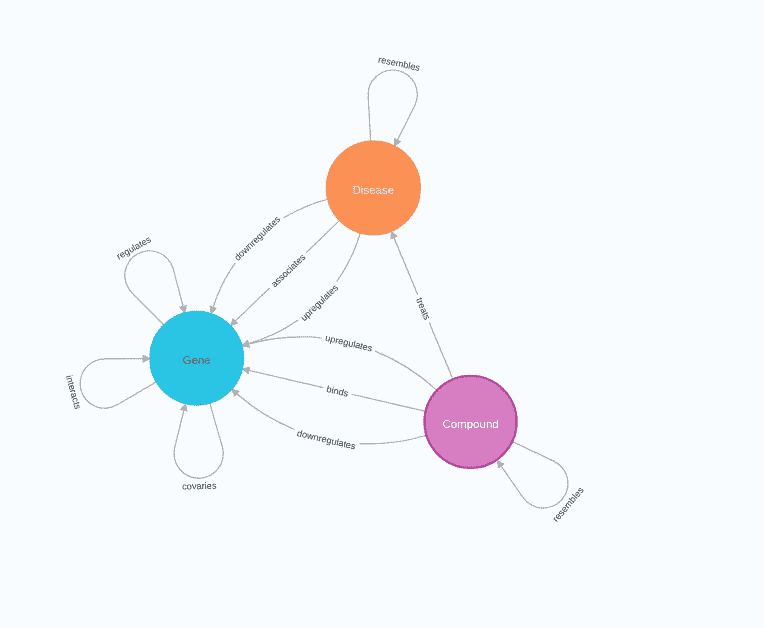 resembles
Disease
downregulates
regulates
associates
upregulates
treats
upregulates
Gene
interacts
binds
Compound
downregulates
covaries
resembles